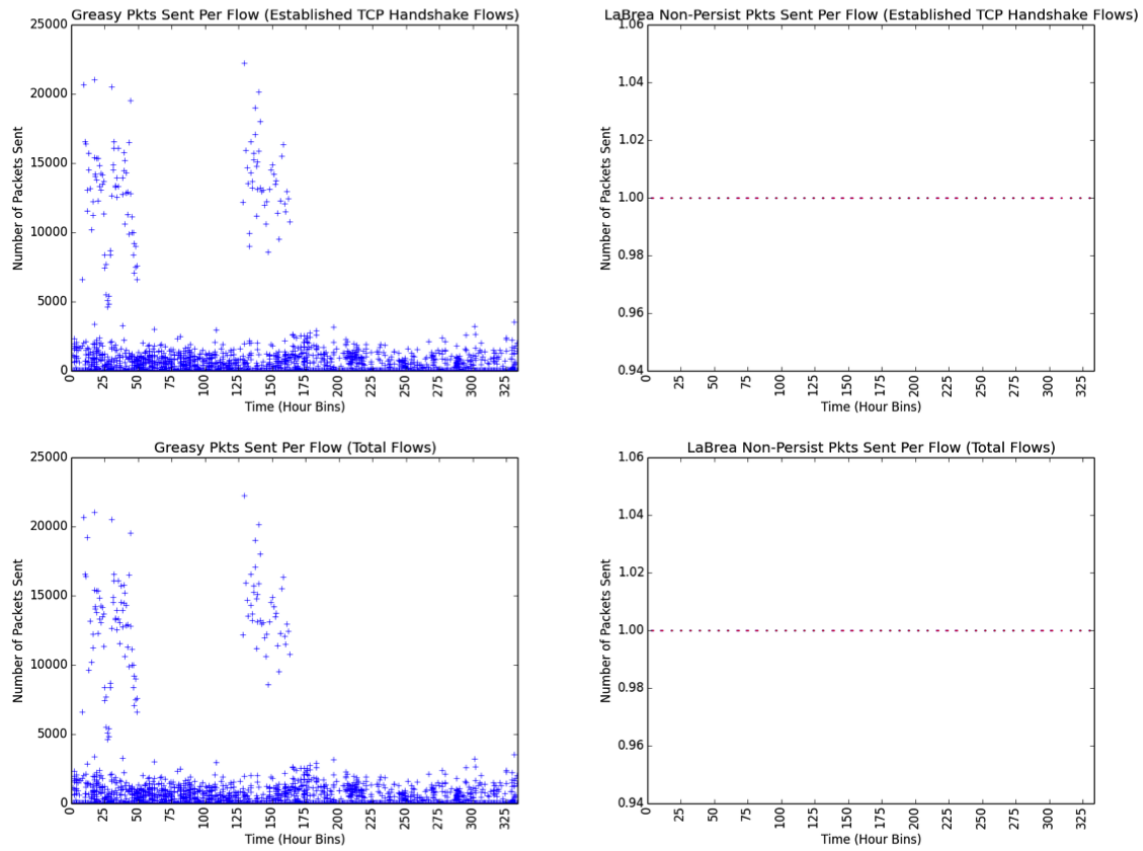 Greasy Pkts Sent Per Flow (Established TCP Handshake Flows)
25000
20000
15000
10000
5000
0
Number of Packets Sent
0 25 50 75 100 125 150 175 200 225 250 275 300 325
Time (Hour Bins)
LaBrea Non-Persist Pkts Sent Per Flow (Established TCP Handshake Flows)
1.06
1.04
1.02
1.00
0.98
0.96
0.94
Number of Packets Sent
0 25 50 75 100 125 150 175 200 225 250 275 300 325
Time (Hour Bins)
Greasy Pkts Sent Per Flow (Total Flows)
25000
20000
15000
10000
5000
0
Number of Packets Sent
0 25 50 75 100 125 150 175 200 225 250 275 300 325
Time (Hour Bins)
LaBrea Non-Persist Pkts Sent Per Flow (Total Flows)
1.06
1.04
1.02
1.00
0.98
0.96
0.94
Number of Packets Sent
0 25 50 75 100 125 150 175 200 225 250 275 300 325
Time (Hour Bins)